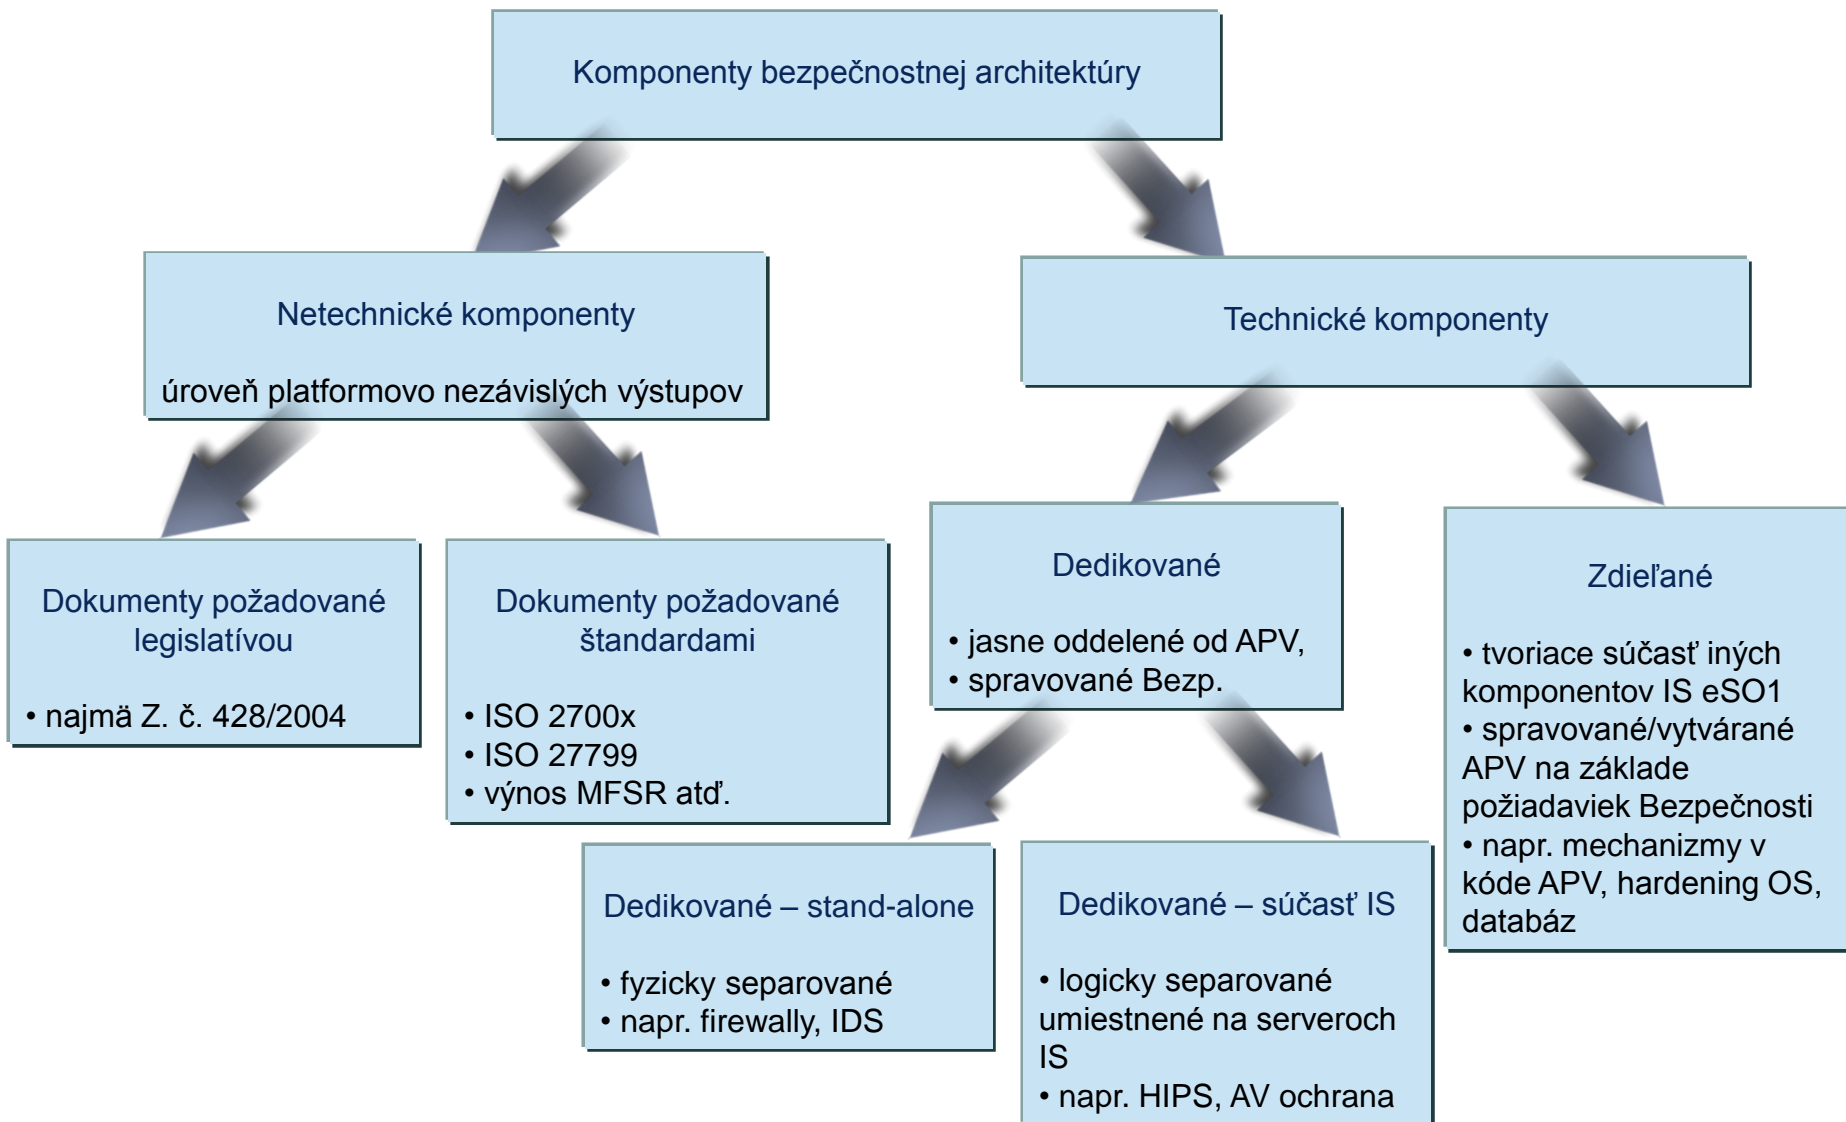 Komponenty bezpečnostnej architektúry
Netechnické komponenty
úroveň platformovo nezávislých výstupov
Technické komponenty
Dokumenty požadované
legislatívou
• najmä Z. č. 428/2004
Dokumenty požadované
štandardami
• ISO 2700x
• ISO 27799
• výnos MFSR atď.
Dedikované
• jasne oddelené od APV,
• spravované Bezp.
Zdieľané
• tvoriace súčasť iných
komponentov IS eSO1
• spravované/vytvárané
APV na základe
požiadaviek Bezpečnosti
• napr. mechanizmy v
kóde APV, hardening OS,
databáz
Dedikované – stand-alone
• fyzicky separované
• napr. firewally, IDS
Dedikované – súčasť IS
• logicky separované
umiestnené na serveroch
IS
• napr. HIPS, AV ochrana